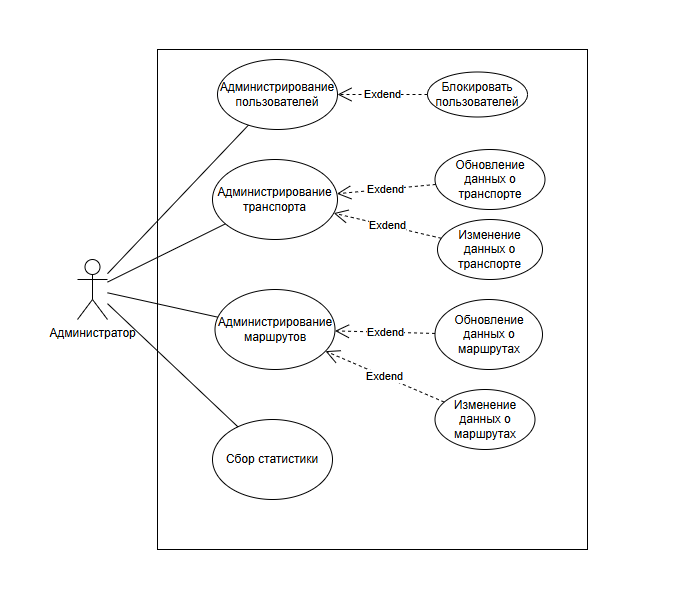 Администрирование
пользователей
Exdend
Блокировать
пользователей
Администрирование
транспорта
Exdend
Обновление
данных о
транспорте
Exdend
Изменение
данных о
транспорте
Администратор
Администрирование
маршрутов
Exdend
Обновление
данных о
маршрутах
Exdend
Изменение
данных о
маршрутах
Сбор статистики